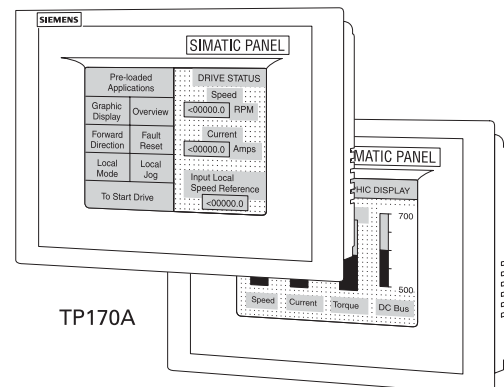 SIEMENS
SIMATIC PANEL
Pre-
loaded
Applications
Graphic
Display
Overview
Forward
Direction
Fault
Reset
Local
Mode
Local
Jog
To Start Drive
DRIVE STATUS
Speed
<00000.0 RPM
Current
<00000.0 Amps
Input Local
Speed Reference
<00000.0
MATIC PANEL
HIC DISPLAY
700
500
Speed Current Torque DC Bus
TP170A